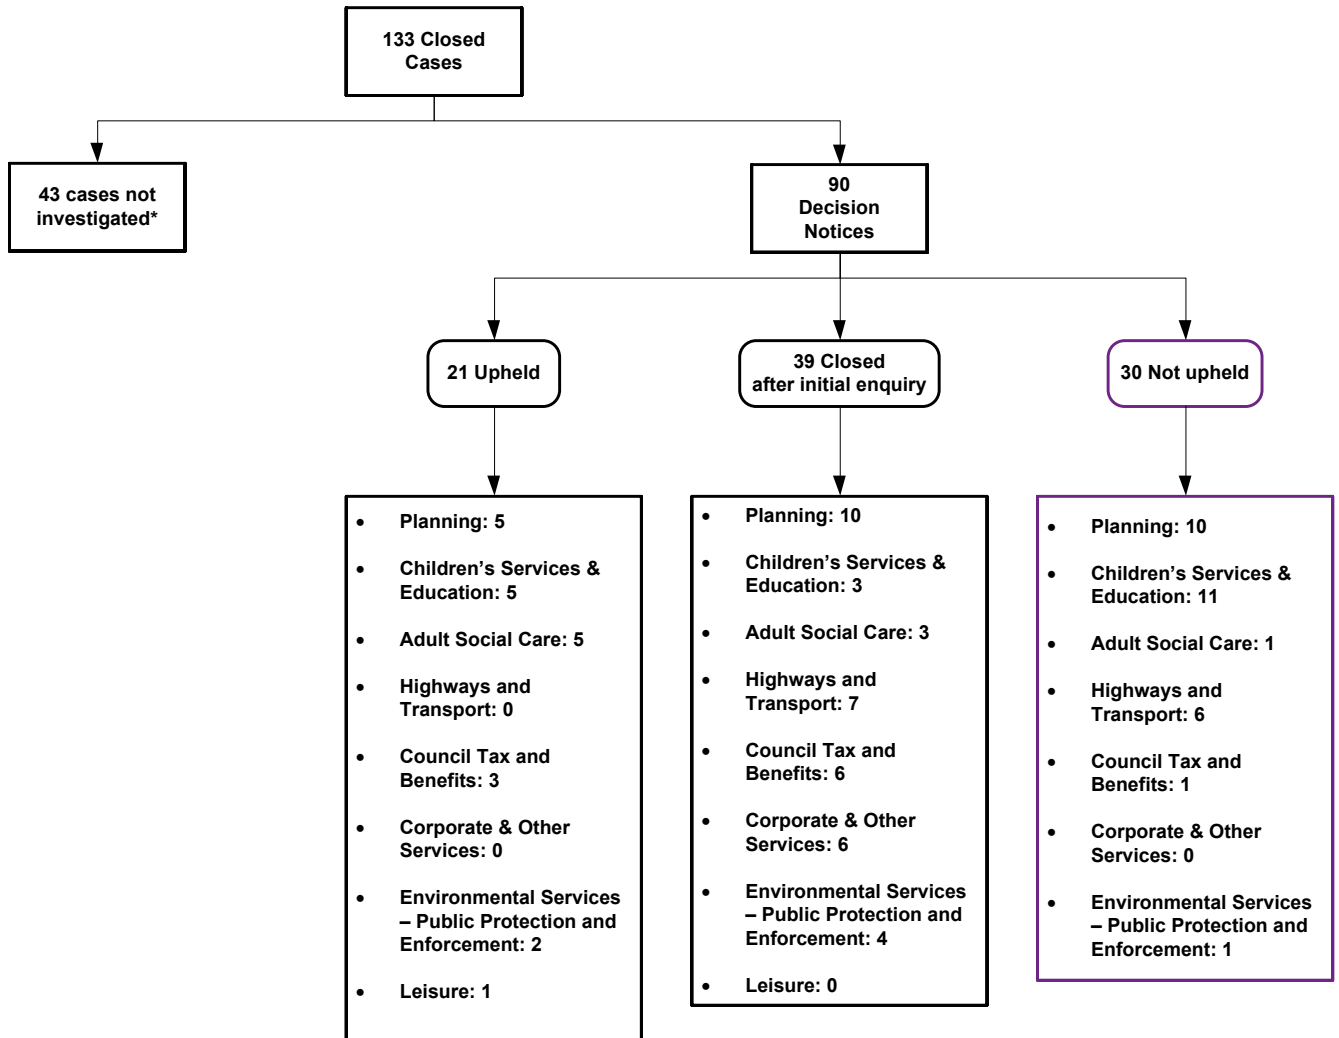 133 Closed
Cases
43 cases not
investigated*
90
Decision
Notices
21 Upheld
39 Closed
after initial enquiry
30 Not upheld
• Planning: 5
• Children’s Services &
Education: 5
• Adult Social Care: 5
• Highways and
Transport: 0
• Council Tax and
Benefits: 3
• Corporate & Other
Services: 0
• Environmental Services
– Public Protection and
Enforcement: 2
• Leisure: 1
• Planning: 10
• Children’s Services &
Education: 3
• Adult Social Care: 3
• Highways and
Transport: 7
• Council Tax and
Benefits: 6
• Corporate & Other
Services: 6
• Environmental Services
– Public Protection and
Enforcement: 4
• Leisure: 0
• Planning: 10
• Children’s Services &
Education: 11
• Adult Social Care: 1
• Highways and
Transport: 6
• Council Tax and
Benefits: 1
• Corporate & Other
Services: 0
• Environmental Services
– Public Protection and
Enforcement: 1